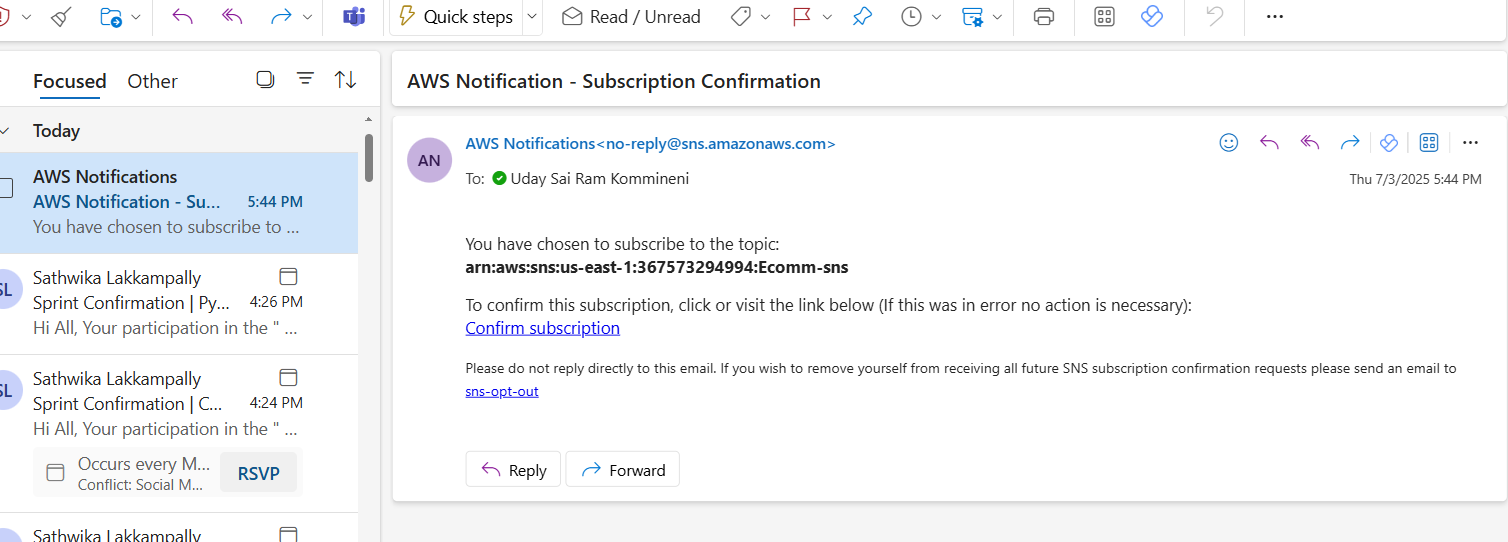 Quick steps
Read / Unread
Focused Other
Today
AWS Notifications
AWS Notification - Su... 5:44 PM
You have chosen to subscribe to ...
SL
Sathwika Lakkampally
Sprint Confirmation | Py... 4:26 PM
Hi All, Your participation in the " ...
SL
Sathwika Lakkampally
Sprint Confirmation | C... 4:24 PM
Hi All, Your participation in the " ...
Occurs every M...
Conflict: Social M...
RSVP
Sathwika Lakkampally
AWS Notification - Subscription Confirmation
AN
AWS Notifications<no-reply@sns.amazonaws.com>
To: Uday Sai Ram Kommineni
Thu 7/3/2025 5:44 PM
You have chosen to subscribe to the topic:
arn:aws:sns:us-east-1:367573294994:Ecomm-sns
To confirm this subscription, click or visit the link below (If this was in error no action is necessary):
Confirm subscription
Please do not reply directly to this email. If you wish to remove yourself from receiving all future SNS subscription confirmation requests please send an email to
sns-opt-out
Reply
Forward